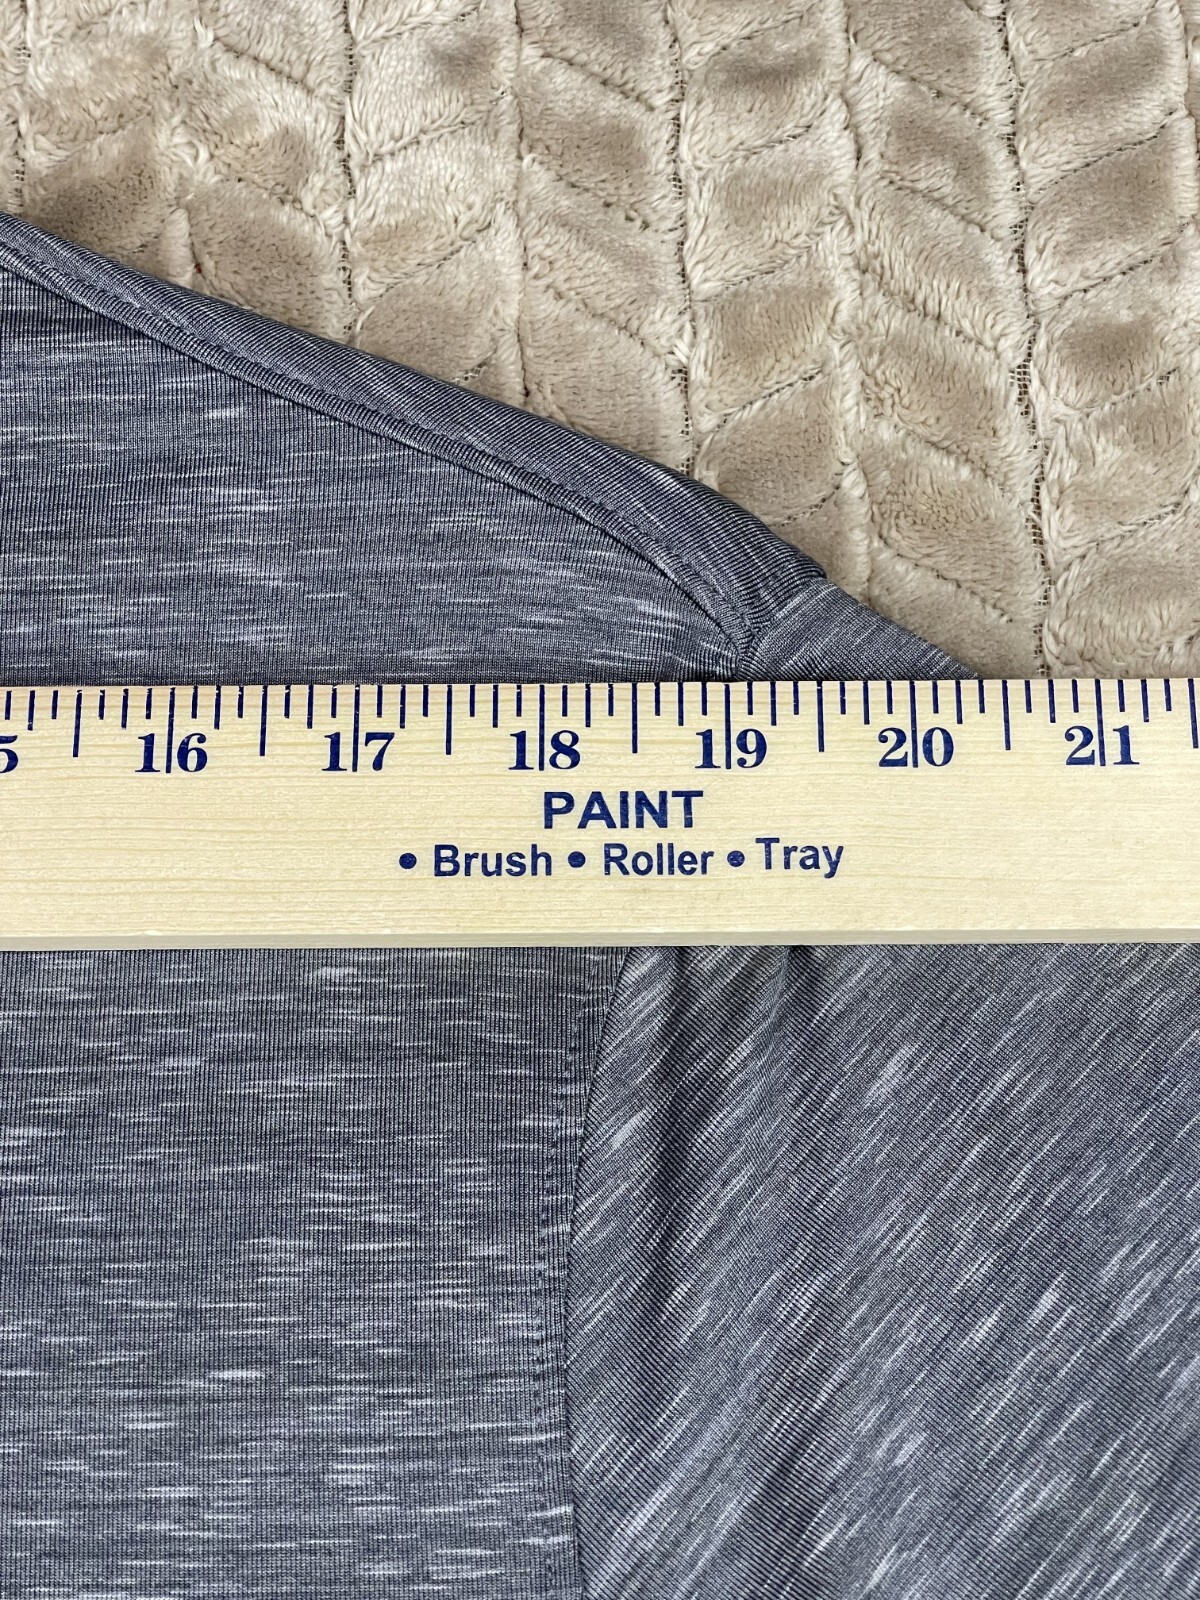 5 16 17 18 19 20 21
PAINT
• Brush • Roller • Tray